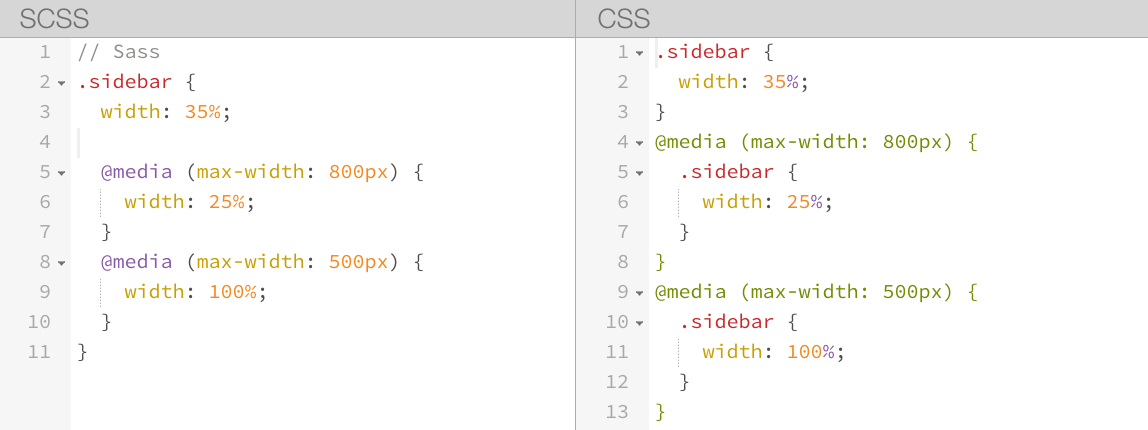 SCSS
1 // Sass
2 .sidebar {
3 width: 35%;
4
5 @media (max-width: 800px) {
6 width: 25%;
7 }
8 @media (max-width: 500px) {
9 width: 100%;
10 }
11 }
CSS
1 .sidebar {
2 width: 35%;
3 }
4 @media (max-width: 800px) {
5 .sidebar {
6 width: 25%;
7 }
8 }
9 @media (max-width: 500px) {
10 .sidebar {
11 width: 100%;
12 }
13 }